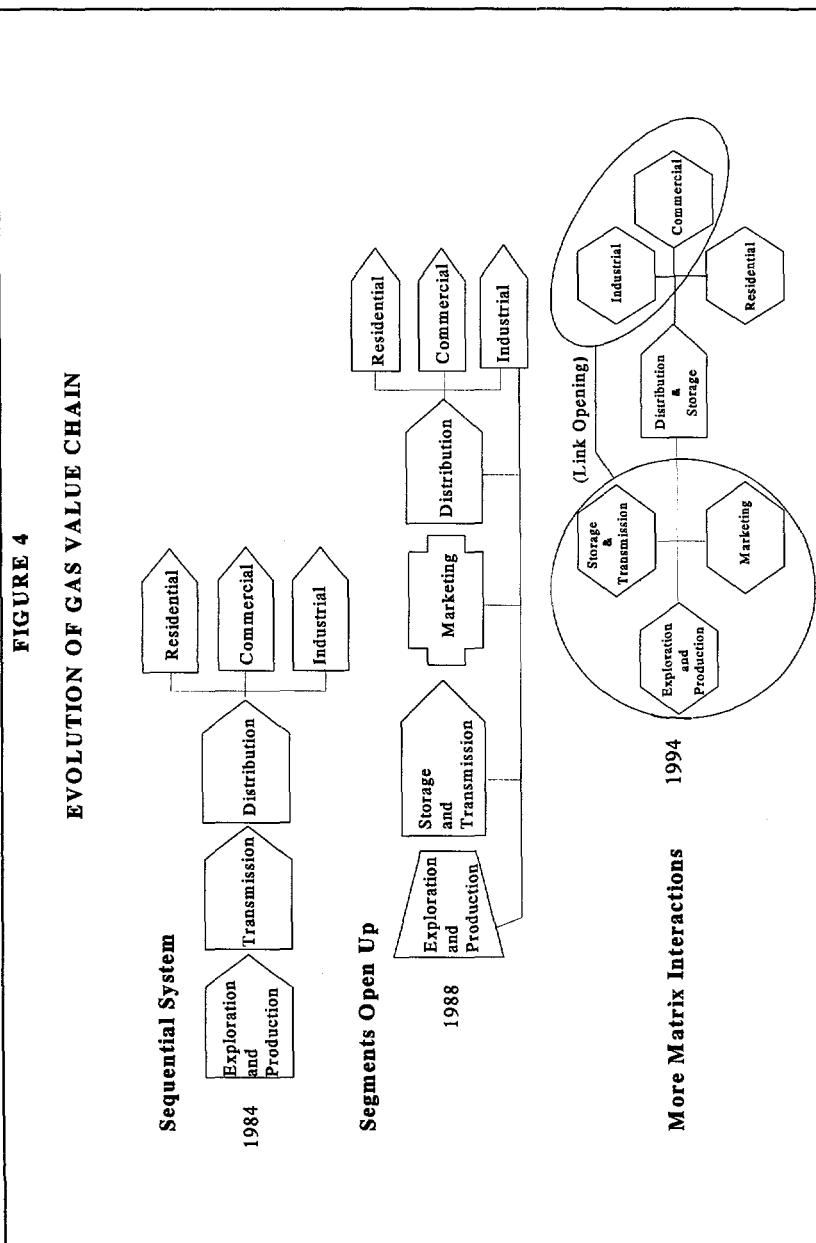 FIGURE 4
EVOLUTION OF GAS VALUE CHAIN
Sequential System
1984
Exploration
and
Production
Transmission
Distribution
Residential
Commercial
Industrial
Segments Open Up
1988
Exploration
and
Production
Storage
and
Transmission
Marketing
Distribution
Residential
Commercial
Industrial
More Matrix Interactions
1994
Exploration
and
Production
Storage
&
Transmission
Marketing
(Link Opening)
Distribution
&
Storage
Industrial
Commercial
Residential